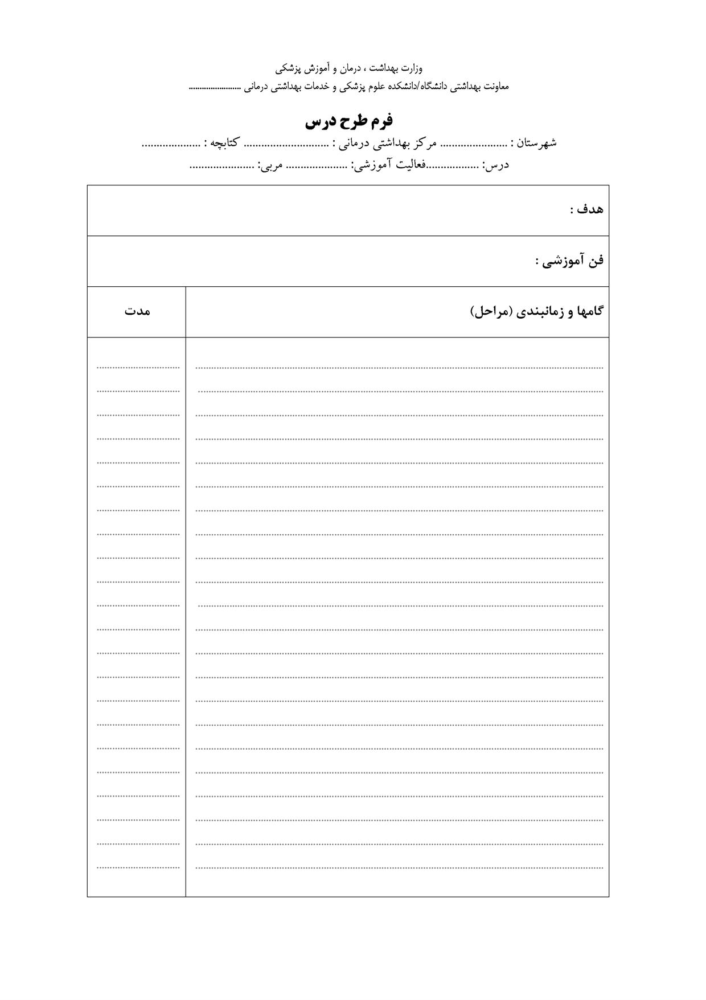 وزارت بهداشت ، درمان و آموزش پزشکی
معاونت بهداشتی دانشگاه/دانشکده علوم پزشکی و خدمات بهداشتی درمانی ........................
فرم طرح درس
شهرستان : ....................... مرکز بهداشتی درمانی : ............................. کتابچه : ....................
درس: ..................فعالیت آموزشی: ..................... مربی: ......................
هدف :
فن آموزشی :
گامها و زمانبندی (مراحل) مدت